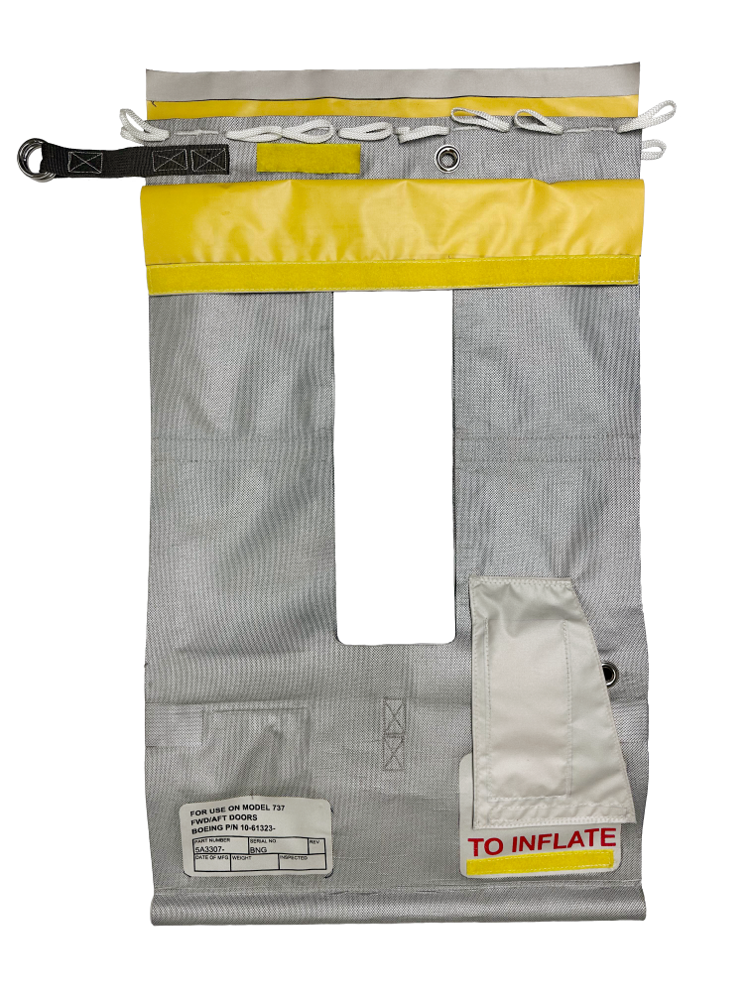 FOR USE ON MODEL 737
FWD/AFT DOORS
BOEING P/N 10-61323-
PART NUMBER SERIAL NO. REV
5A3307- BNG
DATE OF MFG WEIGHT INSPECTED
TO INFLATE